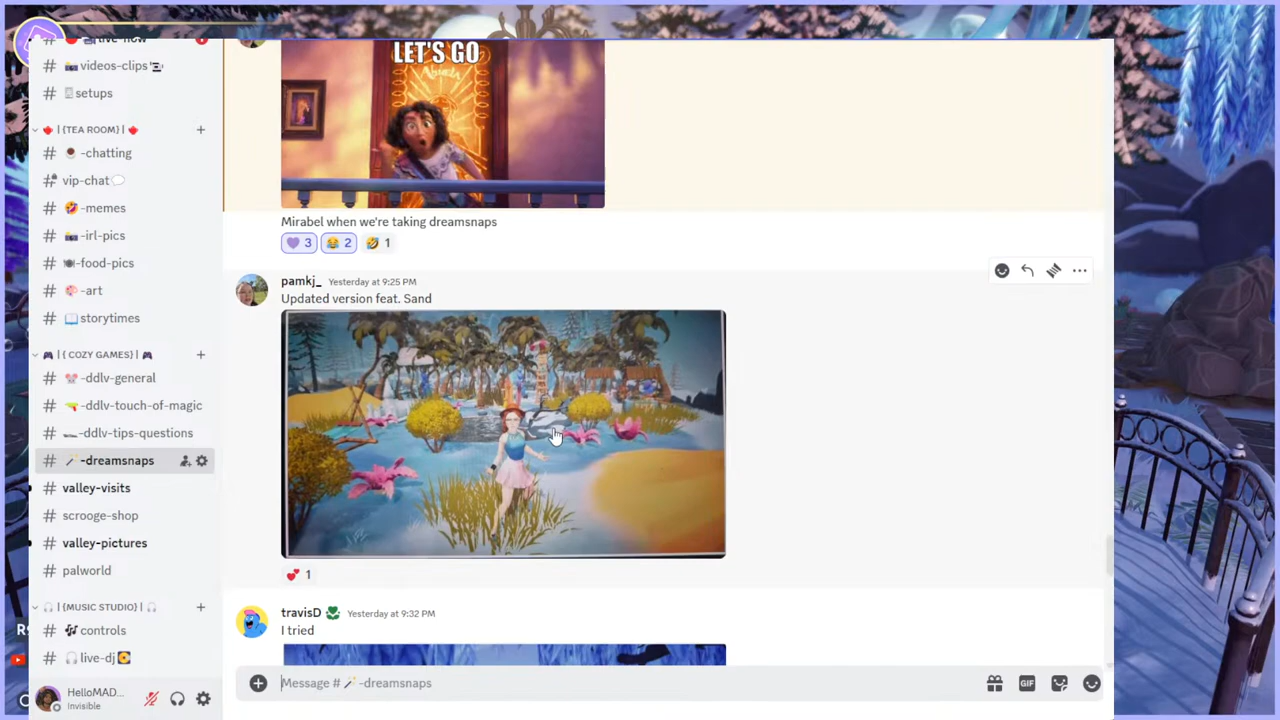 videos-clips
setups
| {TEA ROOM} |
-chatting
vip-chat
-memes
-irl-pics
-food-pics
-art
storytimes
| { COZY GAMES} |
-ddlv-general
-ddlv-touch-of-magic
-ddlv-tips-questions
-dreamsnaps
valley-visits
scrooge-shop
valley-pictures
palworld
| {MUSIC STUDIO} |
controls
live-dj
HelloMAD...
Invisible
LET'S GO
Abuela
Mirabel when we're taking dreamsnaps
3
2
1
pamkj_ Yesterday at 9:25 PM
Updated version feat. Sand
1
travisD Yesterday at 9:32 PM
I tried
Message # -dreamsnaps
GIF